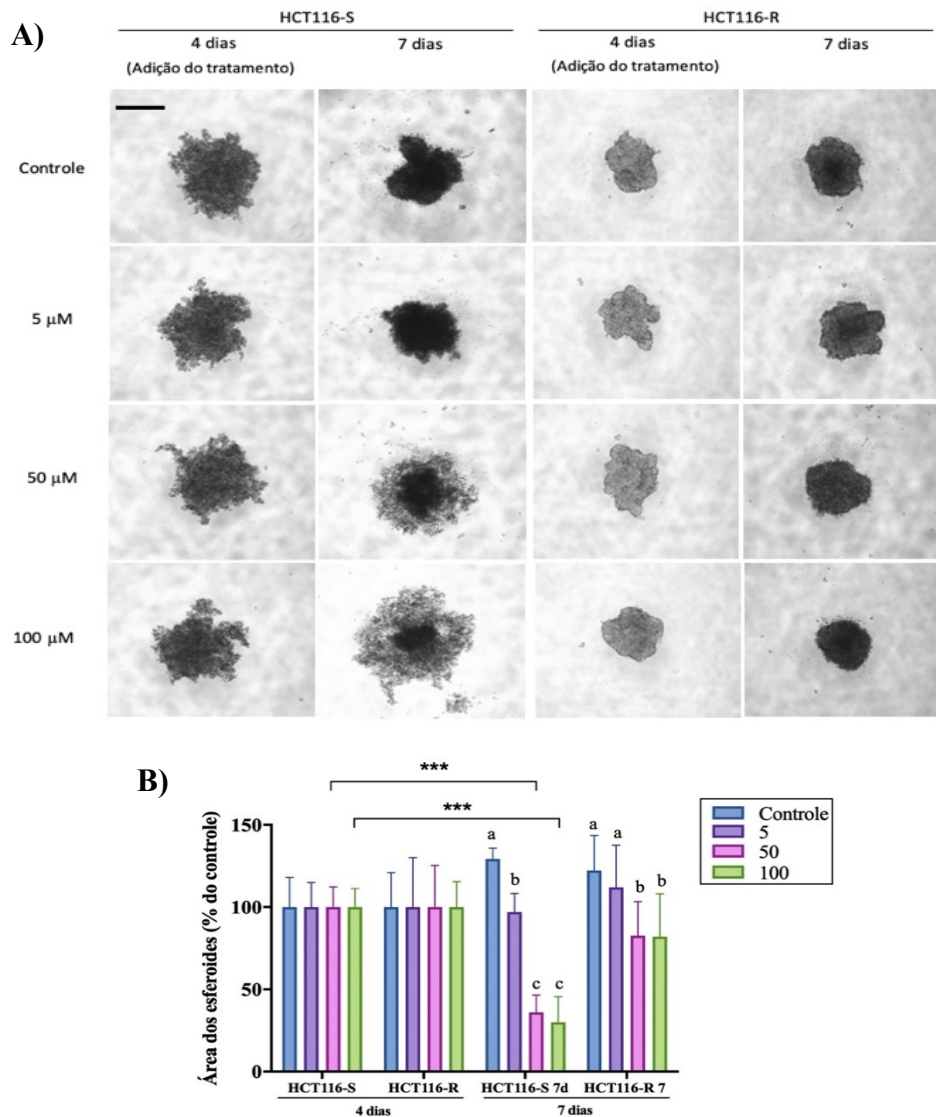 A)
HCT116-S
HCT116-R
4 dias
7 dias
4 dias
7 dias
(Adição do tratamento)
(Adição do tratamento)
Controle
5 µM
50 µM
100 µM
B)
***
***
Área dos esferoides (% do controle)
150
100
50
0
a
b
c
c
a
a
b
b
Controle
5
50
100
HCT116-S
HCT116-R
HCT116-S 7d
HCT116-R 7
4 dias
7 dias